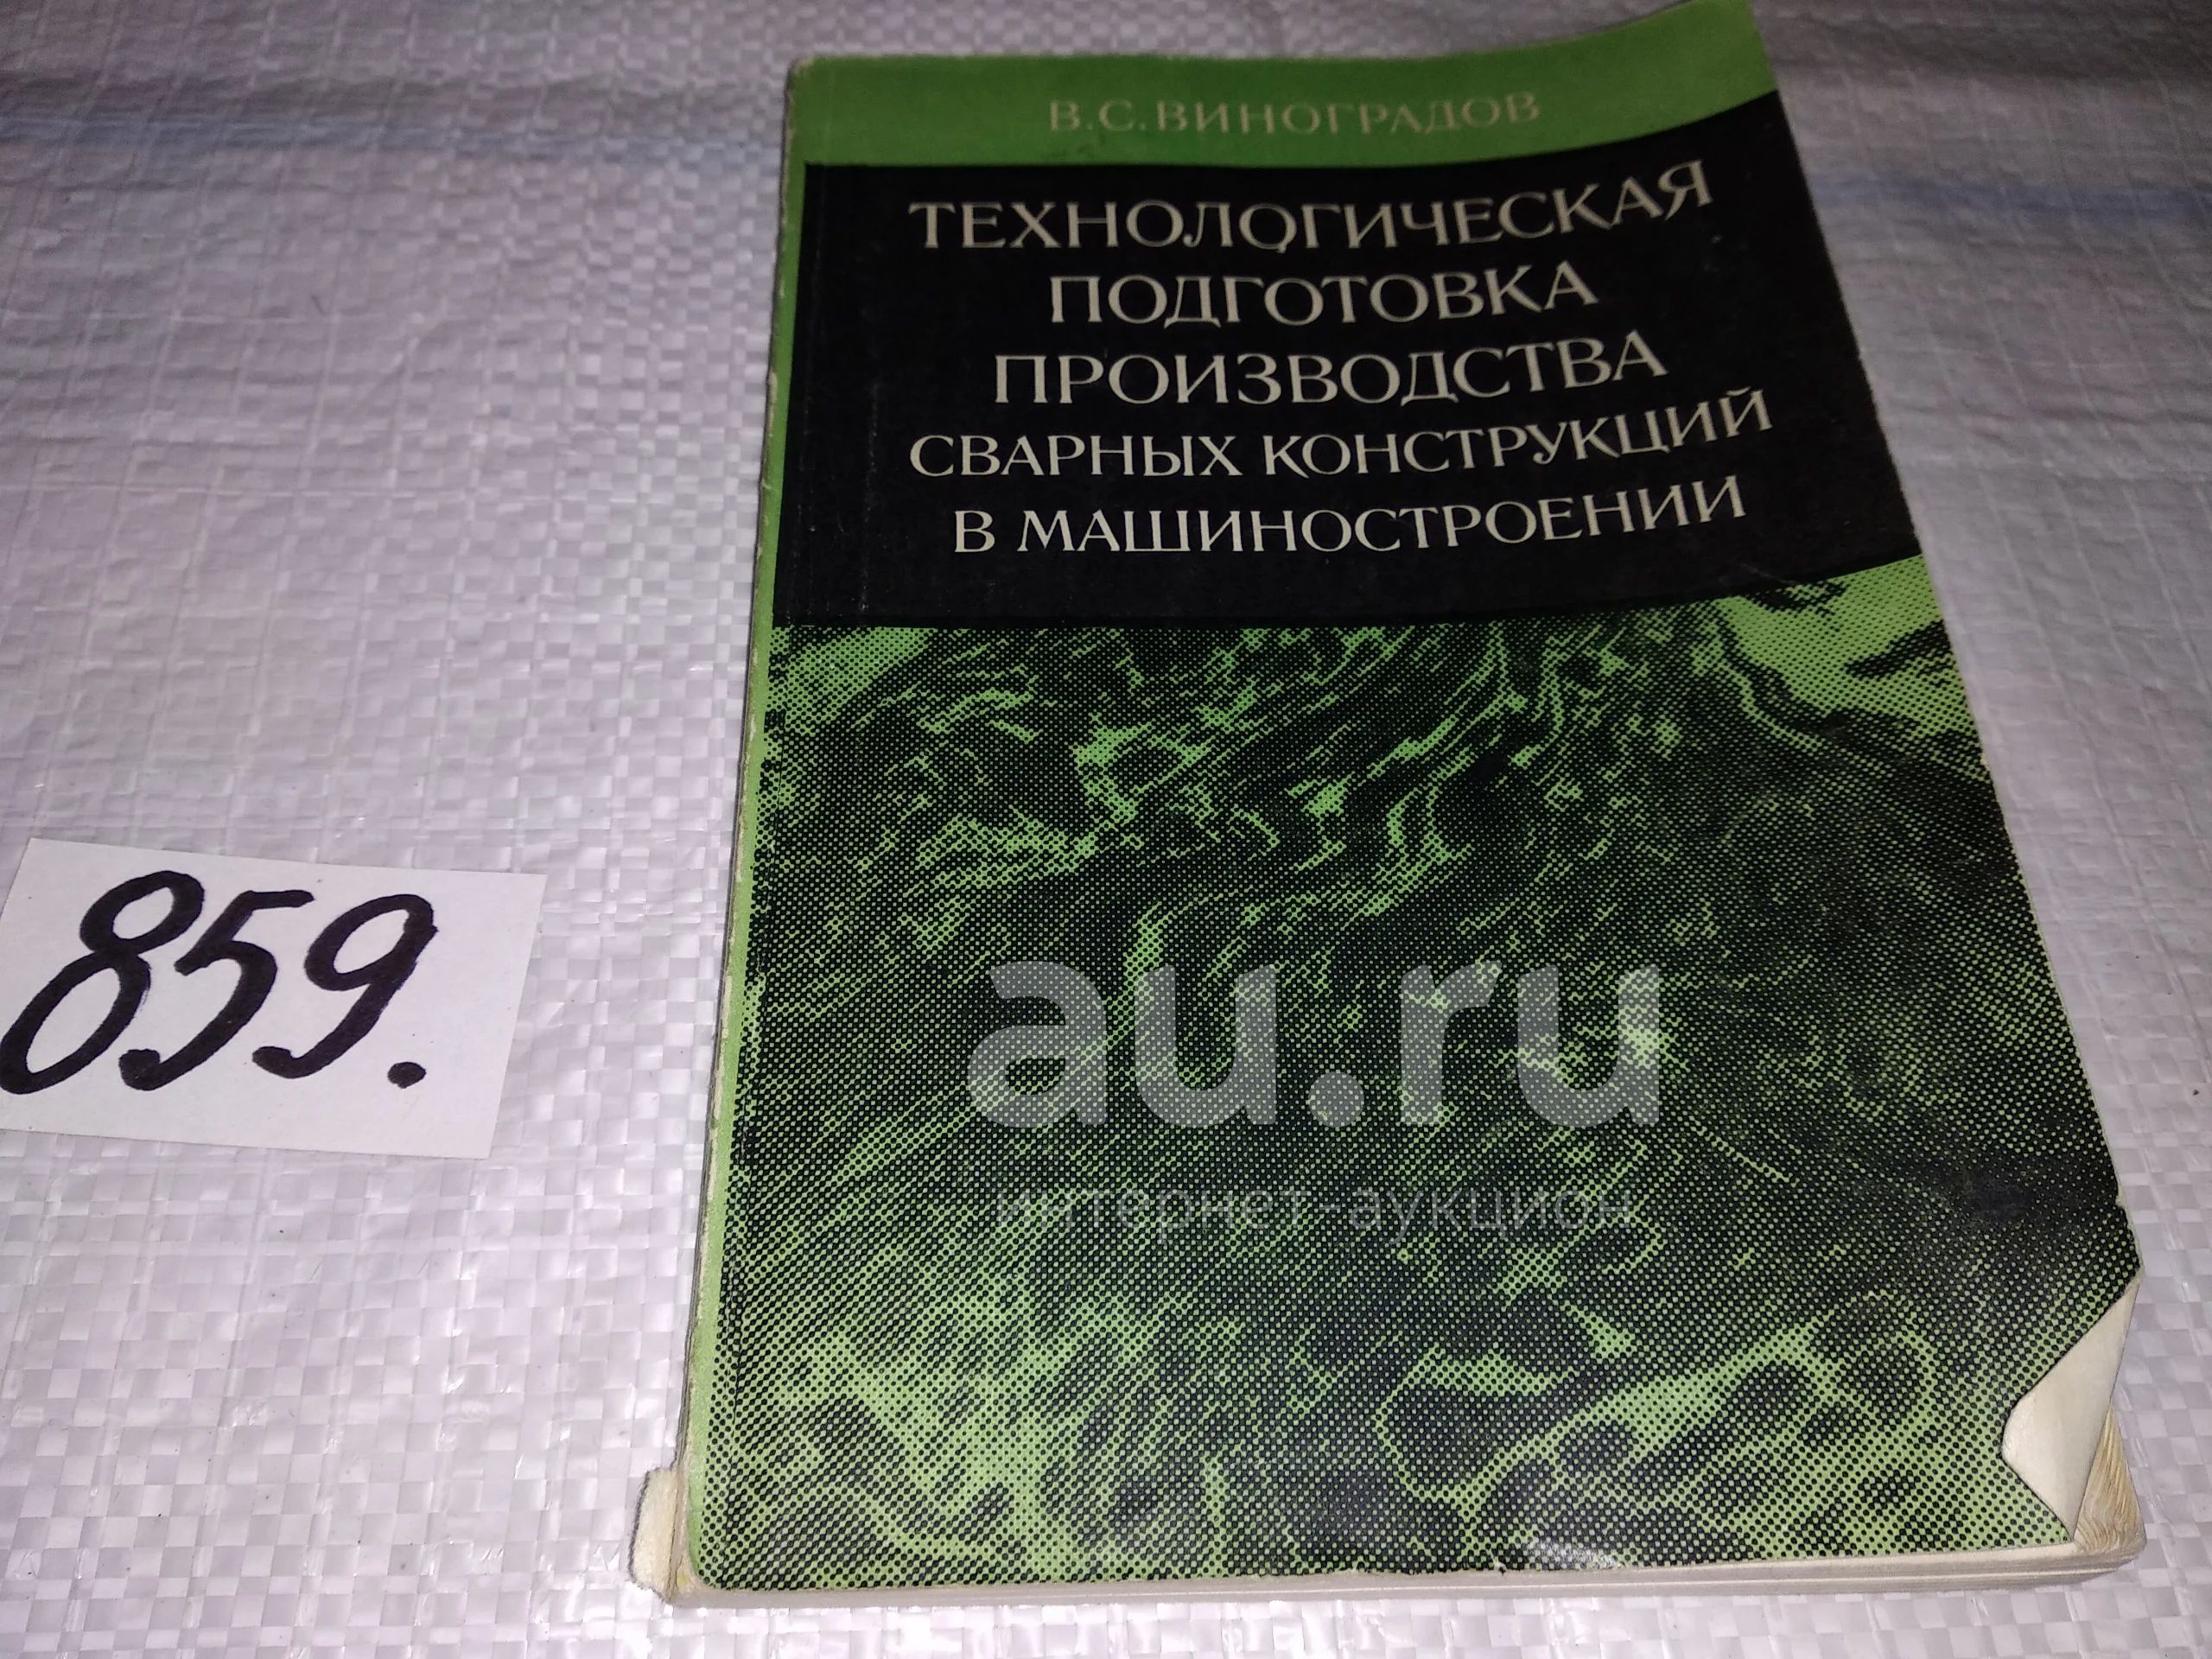 В.С.ВИНОГРАДОВ
ТЕХНОЛОГИЧЕСКАЯ
ПОДГОТОВКА
ПРОИЗВОДСТВА
СВАРНЫХ КОНСТРУКЦИЙ
В МАШИНОСТРОЕНИИ
859.
au.ru
интернет-аукцион